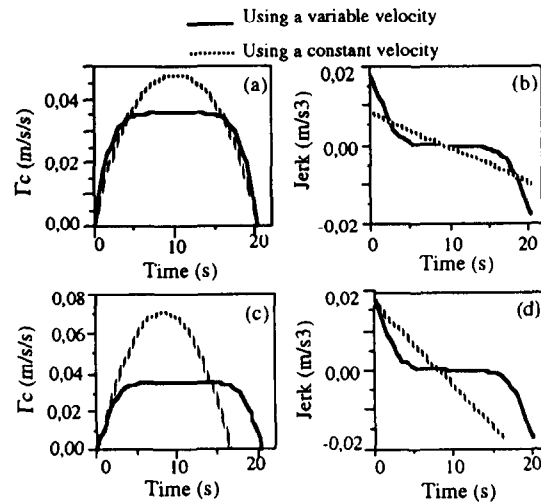 Using a variable velocity
Using a constant velocity
(a)
Γc (m/s/s)
0,04
0,02
0,00
0 10 20
Time (s)
(b)
Jerk (m/s3)
0,02
0,00
-0,02
0 10 20
Time (s)
(c)
Γc (m/s/s)
0,08
0,06
0,04
0,02
0,00
0 10 20
Time (s)
(d)
Jerk (m/s3)
0,02
0,00
-0,02
0 10 20
Time (s)